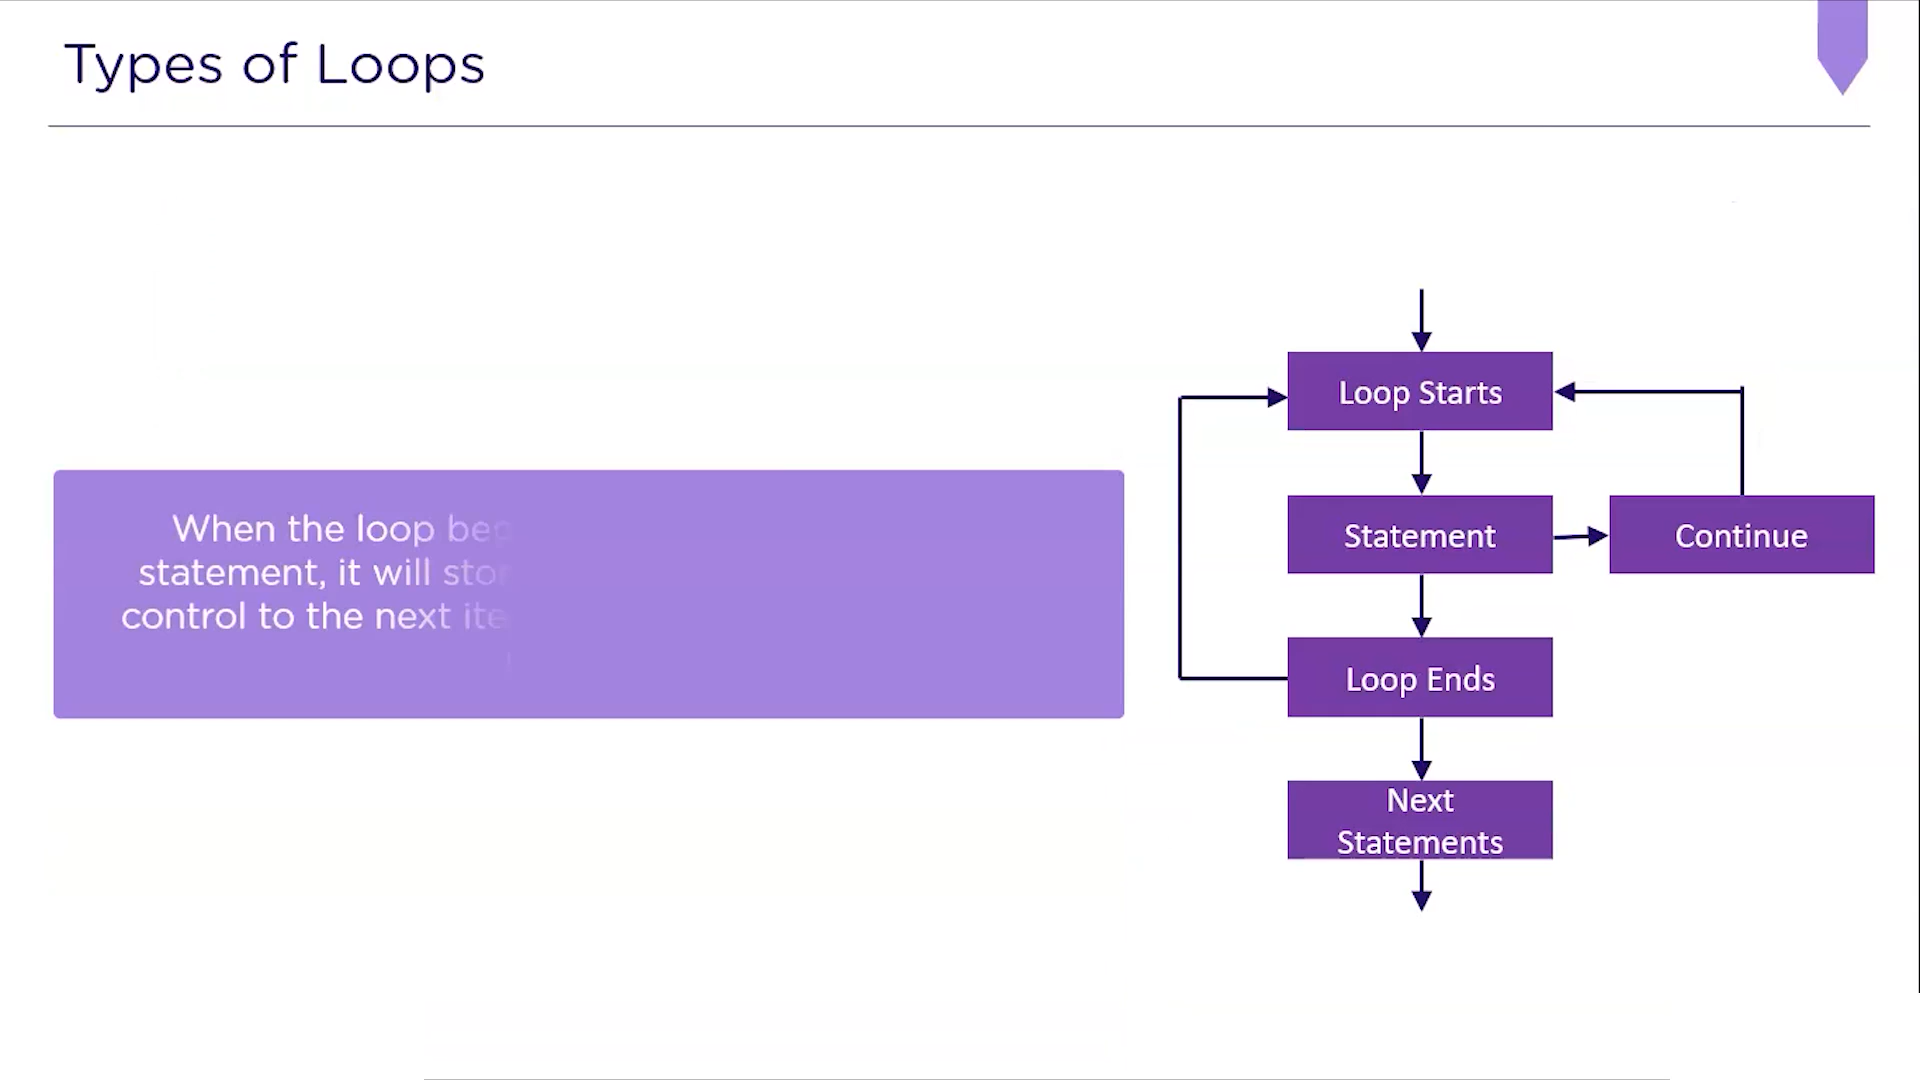 Types of Loops
When the loop
statement, it will
control to the next
Loop Starts
Statement
Continue
Loop Ends
Next
Statements